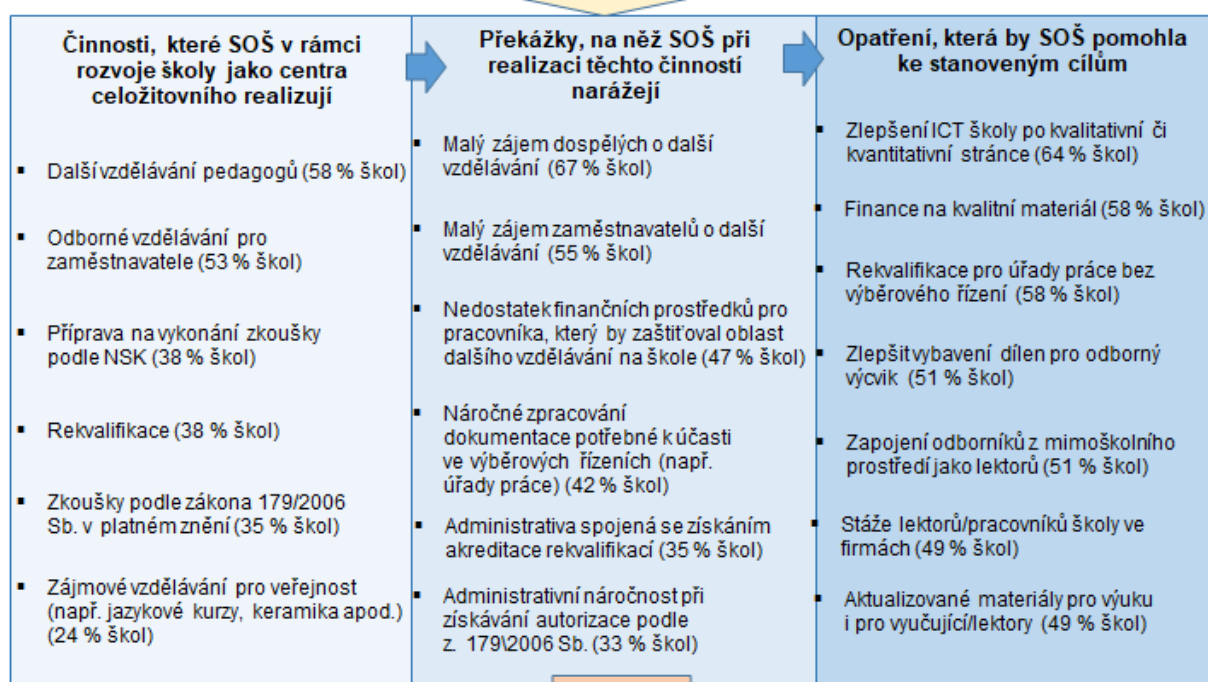 Činnosti, které SOŠ v rámci
rozvoje školy jako centra
celožitovního realizují
▪ Další vzdělávání pedagogů (58 % škol)
▪ Odborné vzdělávání pro
zaměstnavatele (53 % škol)
▪ Příprava na vykonání zkoušky
podle NSK (38 % škol)
▪ Rekvalifikace (38 % škol)
▪ Zkoušky podle zákona 179/2006
Sb. v platném znění (35 % škol)
▪ Zájmové vzdělávání pro veřejnost
(např. jazykové kurzy, keramika apod.)
(24 % škol)
Překážky, na něž SOŠ při
realizaci těchto činností
narážejí
▪ Malý zájem dospělých o další
vzdělávání (67 % škol)
▪ Malý zájem zaměstnavatelů o další
vzdělávání (55 % škol)
▪ Nedostatek finančních prostředků pro
pracovníka, který by zaštiťoval oblast
dalšího vzdělávání na škole (47 % škol)
▪ Náročné zpracování
dokumentace potřebné k účasti
ve výběrových řízeních (např.
úřady práce) (42 % škol)
▪ Administrativa spojená se získáním
akreditace rekvalifikací (35 % škol)
▪ Administrativní náročnost při
získávání autorizace podle
z. 179\2006 Sb. (33 % škol)
Opatření, která by SOŠ pomohla
ke stanoveným cílům
▪ Zlepšení ICT školy po kvalitativní či
kvantitativní stránce (64 % škol)
▪ Finance na kvalitní materiál (58 % škol)
▪ Rekvalifikace pro úřady práce bez
výběrového řízení (58 % škol)
▪ Zlepšit vybavení dílen pro odborný
výcvik (51 % škol)
▪ Zapojení odborníků z mimoškolního
prostředí jako lektorů (51 % škol)
▪ Stáže lektorů/pracovníků školy ve
firmách (49 % škol)
▪ Aktualizované materiály pro výuku
i pro vyučující/lektory (49 % škol)